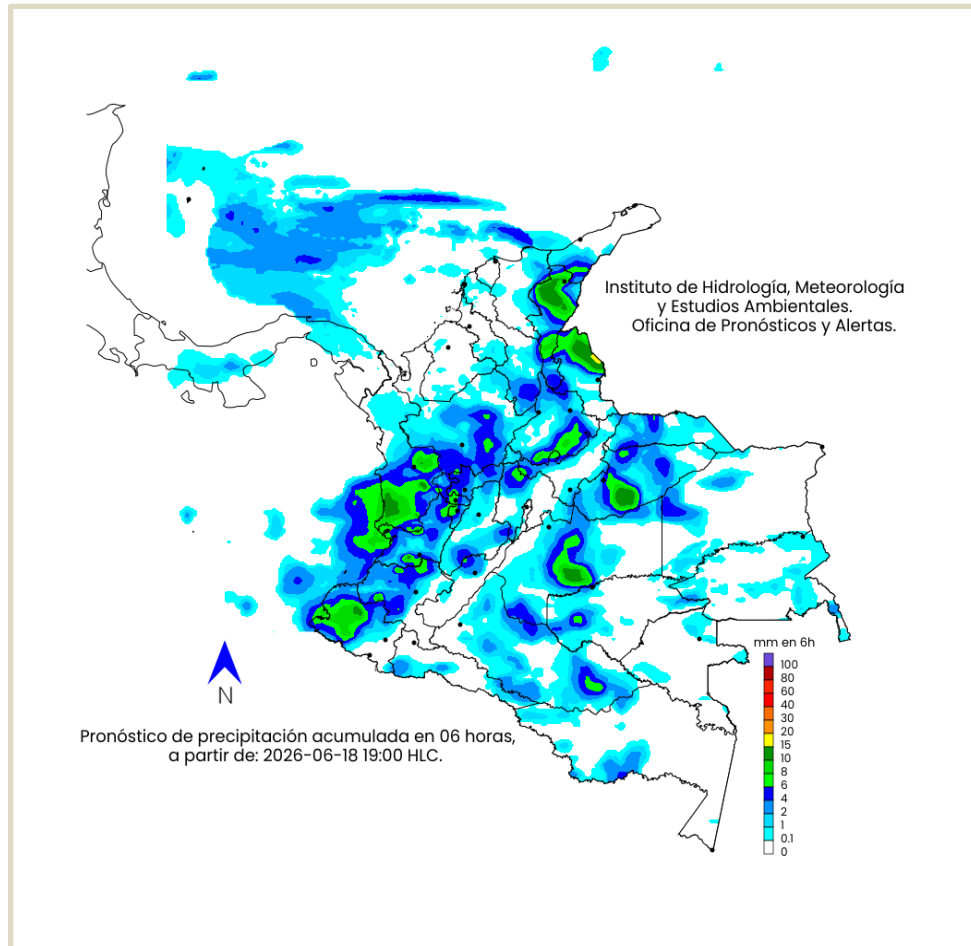 Instituto de Hidrología, Meteorología
y Estudios Ambientales.
Oficina de Pronósticos y Alertas.
N
Pronóstico de precipitación acumulada en 06 horas,
a partir de: 2026-06-18 19:00 HLC.
mm en 6h
100
80
60
40
30
20
15
10
8
6
4
2
1
0.1
0